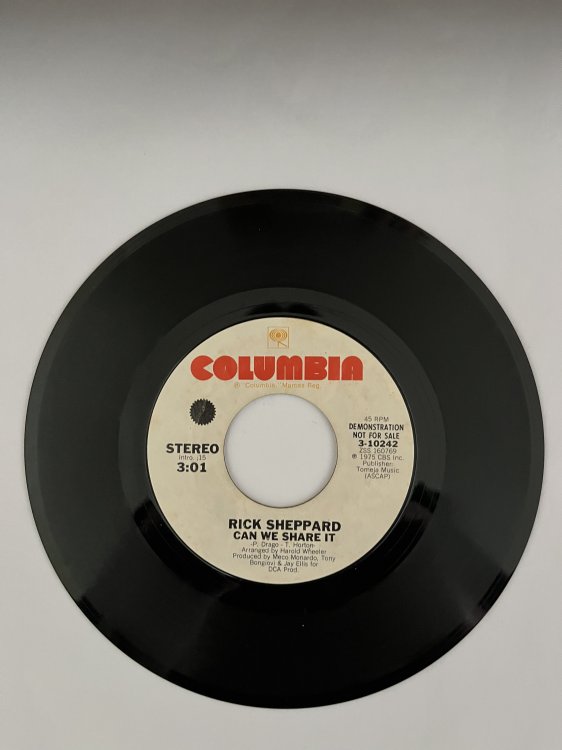 COLUMBIA
® "Columbia," Marcas Reg.
45 RPM
DEMONSTRATION
NOT FOR SALE
3-10242
ZSS 160769
℗ 1975 CBS Inc.
Publisher:
Tomeja Music
(ASCAP)
STEREO
Intro. :15
3:01
RICK SHEPPARD
CAN WE SHARE IT
-P. Drago - T. Horton-
Arranged by Harold Wheeler
Produced by Meco Monardo, Tony
Bongiovi & Jay Ellis for
DCA Prod.